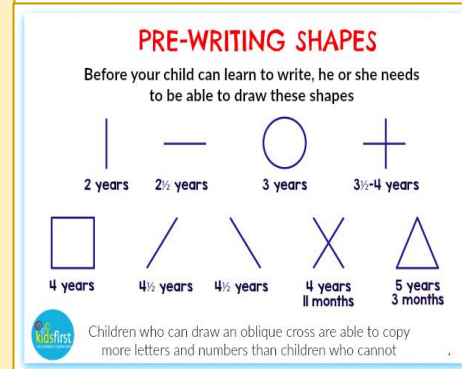 PRE-WRITING SHAPES
Before your child can learn to write, he or she needs
to be able to draw these shapes
2 years 2½ years 3 years 3½-4 years
4 years 4½ years 4½ years 4 years 5 years
11 months 3 months
kidsfirst
Children who can draw an oblique cross are able to copy
more letters and numbers than children who cannot